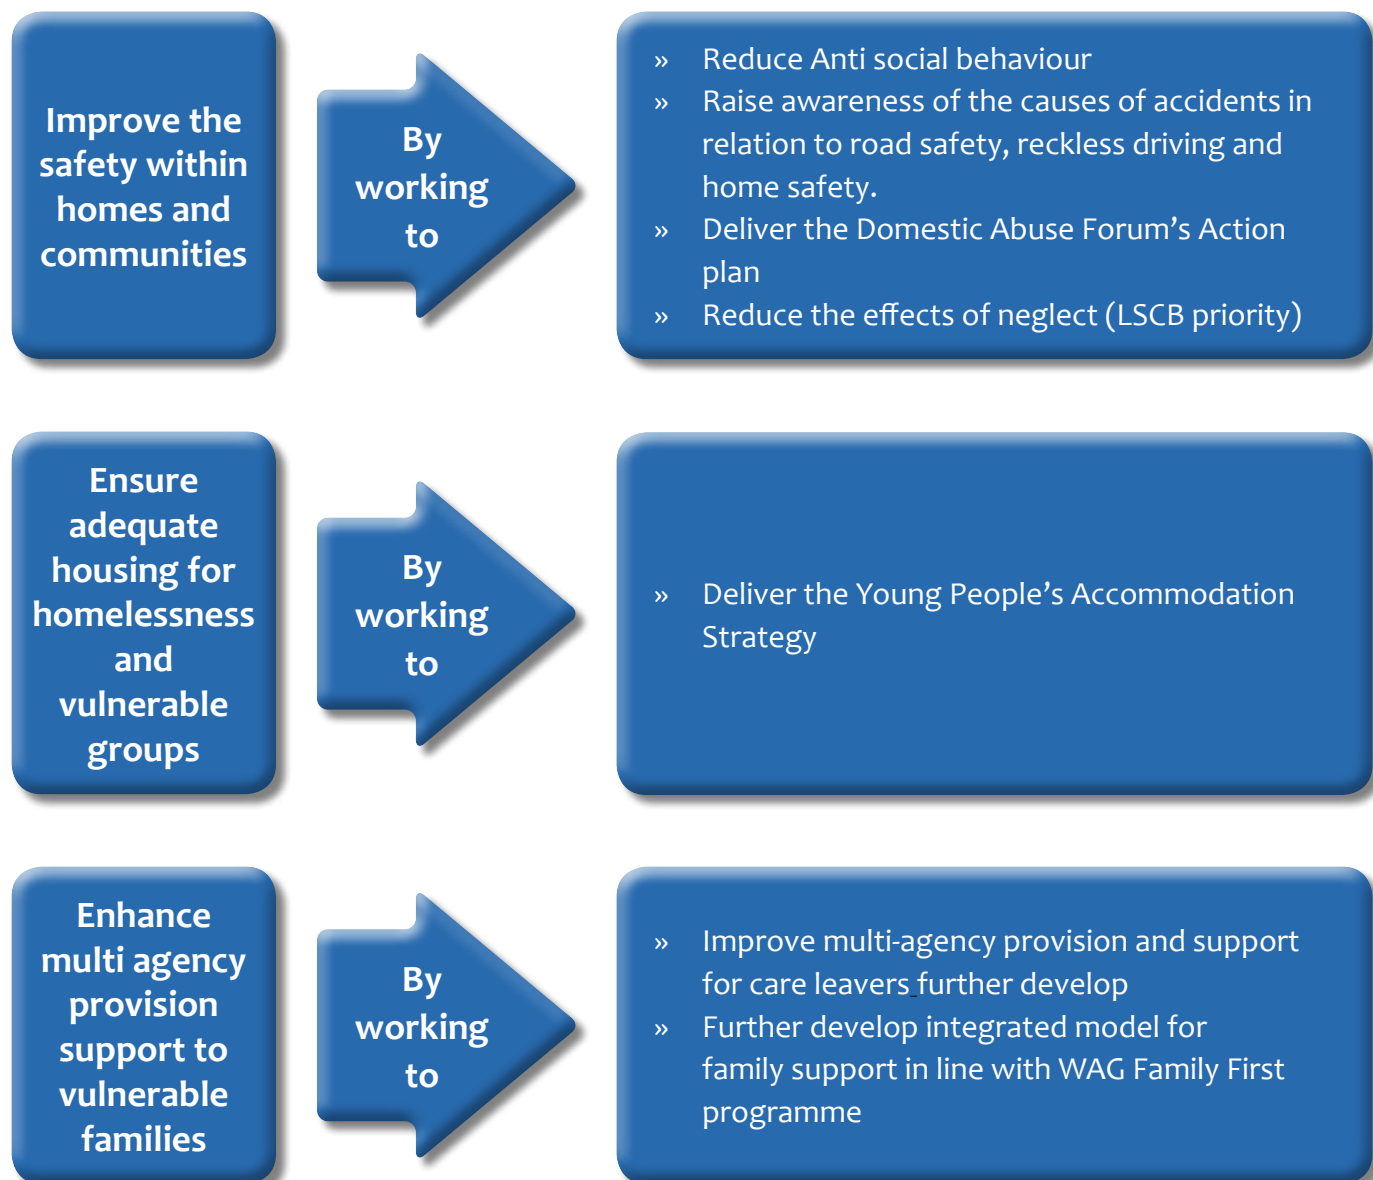 Improve the
safety within
homes and
communities
By
working
to
» Reduce Anti social behaviour
» Raise awareness of the causes of accidents in
relation to road safety, reckless driving and
home safety.
» Deliver the Domestic Abuse Forum’s Action
plan
» Reduce the effects of neglect (LSCB priority)
Ensure
adequate
housing for
homelessness
and
vulnerable
groups
By
working
to
» Deliver the Young People’s Accommodation
Strategy
Enhance
multi agency
provision
support to
vulnerable
families
By
working
to
» Improve multi-agency provision and support
for care leavers further develop
» Further develop integrated model for
family support in line with WAG Family First
programme